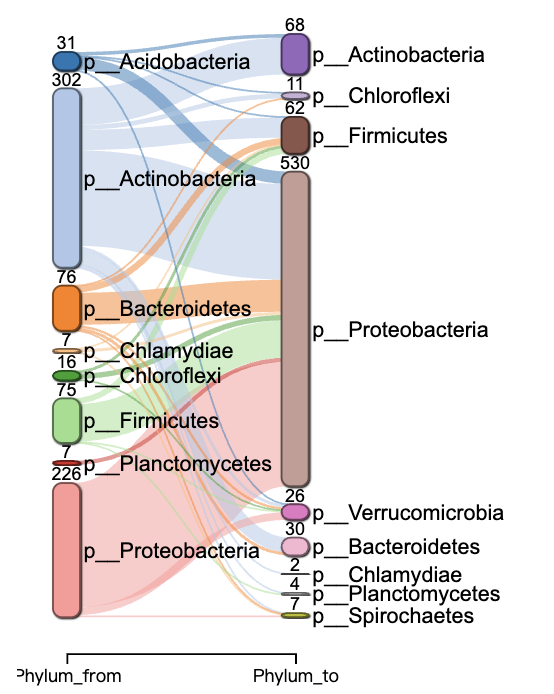 31
p__Acidobacteria
302
p__Actinobacteria
76
p__Bacteroidetes
7
p__Chlamydiae
16
p__Chloroflexi
75
p__Firmicutes
7
p__Planctomycetes
226
p__Proteobacteria
68
p__Actinobacteria
11
p__Chloroflexi
62
p__Firmicutes
530
p__Proteobacteria
26
p__Verrucomicrobia
30
p__Bacteroidetes
2
p__Chlamydiae
4
p__Planctomycetes
7
p__Spirochaetes
Phylum_from
Phylum_to